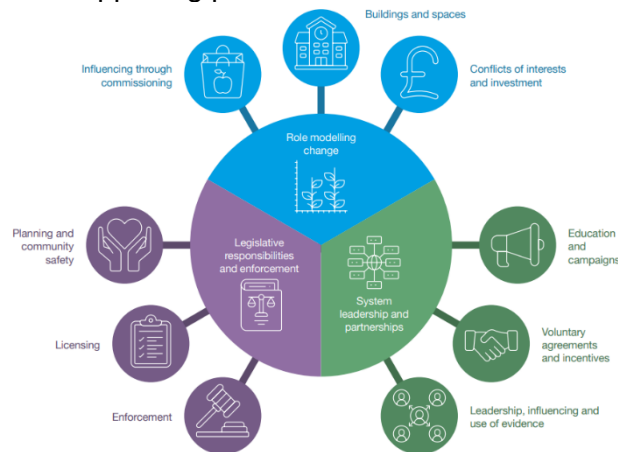 Buildings and spaces
Influencing through
commissioning
Conflicts of interests
and investment
Role modelling
change
Planning and
community
safety
Legislative
responsibilities
and enforcement
System
leadership and
partnerships
Education
and
campaigns
Licensing
Voluntary
agreements
and incentives
Enforcement
Leadership, influencing and
use of evidence